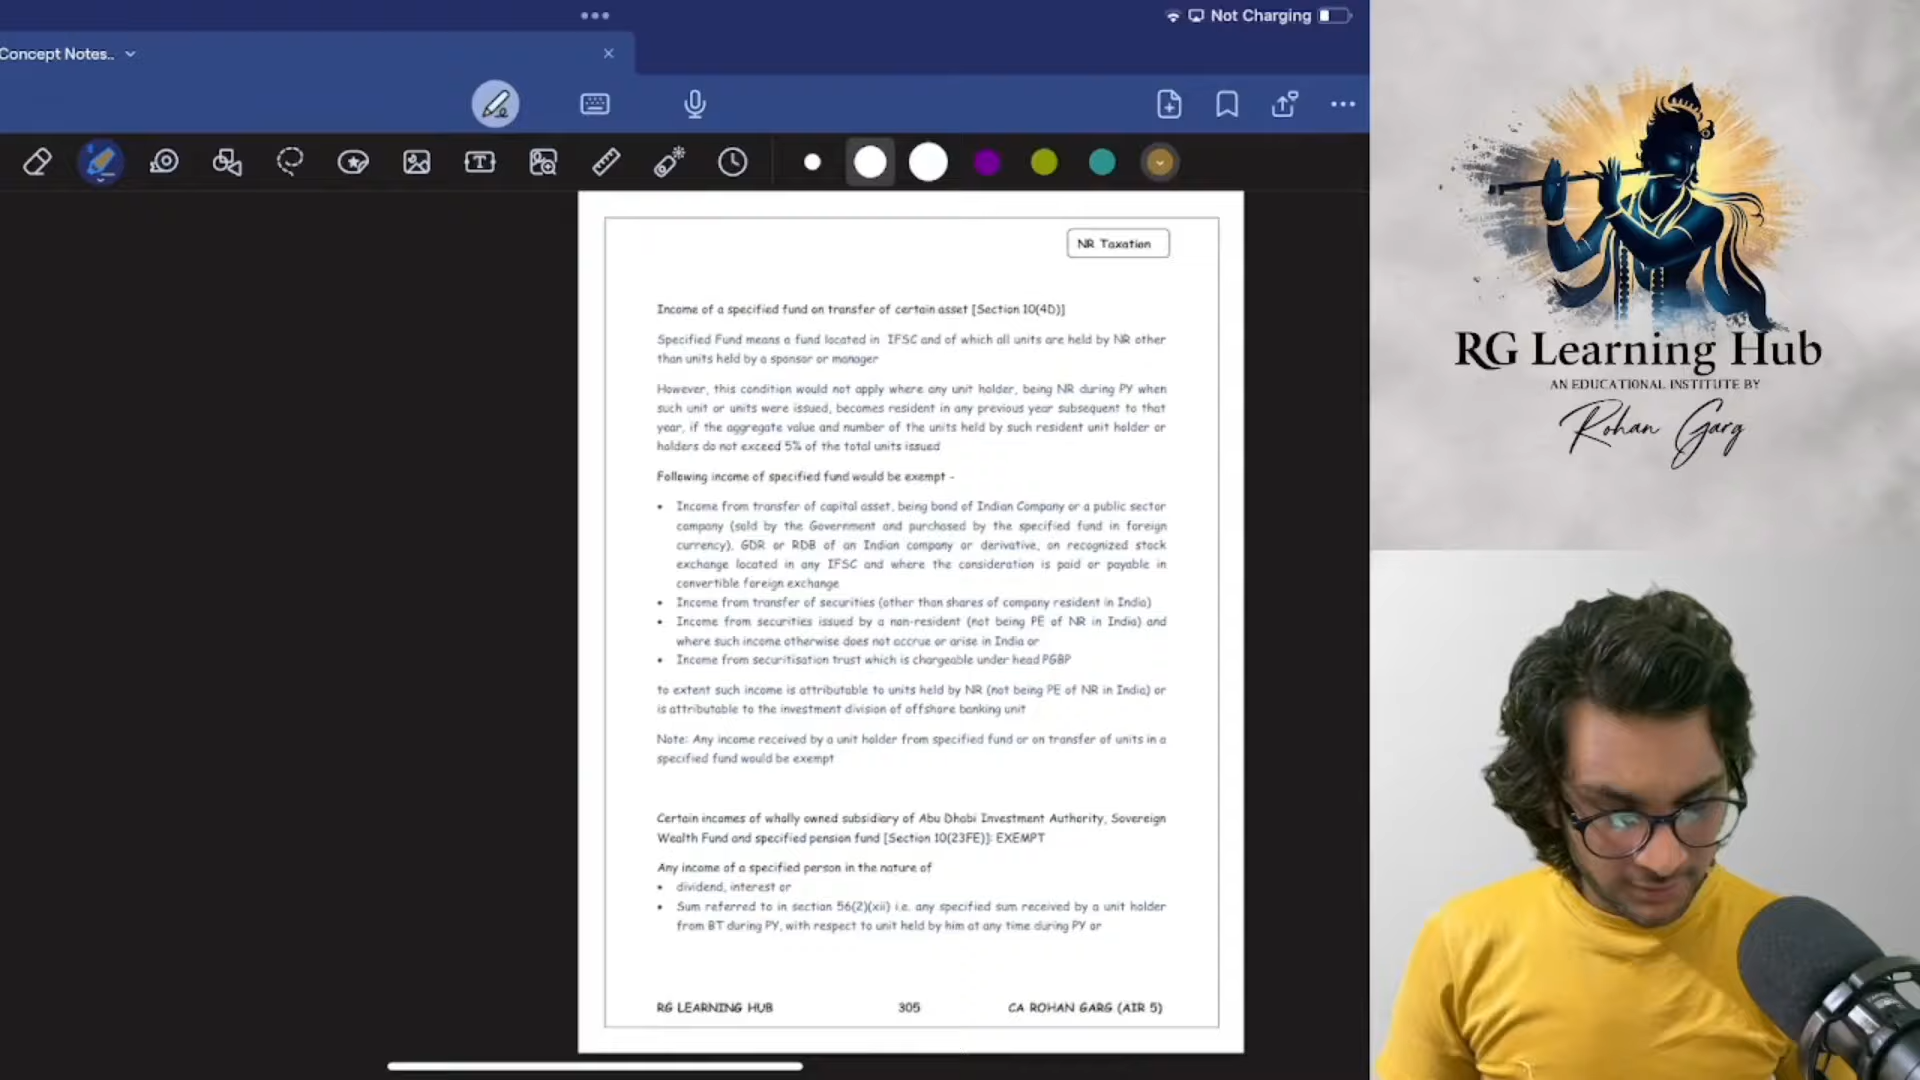 Not Charging
Concept Notes..
NR Taxation
Income of a specified fund on transfer of certain asset [Section 10(4D)]
Specified Fund means a fund located in IFSC and of which all units are held by NR other
than units held by a sponsor or manager
However, this condition would not apply where any unit holder, being NR during PY when
such unit or units were issued, becomes resident in any previous year subsequent to that
year, if the aggregate value and number of the units held by such resident unit holder or
holders do not exceed 5% of the total units issued
Following income of specified fund would be exempt -
• Income from transfer of capital asset, being bond of Indian Company or a public sector
company (sold by the Government and purchased by the specified fund in foreign
currency), GDR or RDB of an Indian company or derivative, on recognized stock
exchange located in any IFSC and where the consideration is paid or payable in
convertible foreign exchange
• Income from transfer of securities (other than shares of company resident in India)
• Income from securities issued by a non-resident (not being PE of NR in India) and
where such income otherwise does not accrue or arise in India or
• Income from securitisation trust which is chargeable under head PGBP
to extent such income is attributable to units held by NR (not being PE of NR in India) or
is attributable to the investment division of offshore banking unit
Note: Any income received by a unit holder from specified fund or on transfer of units in a
specified fund would be exempt
Certain incomes of wholly owned subsidiary of Abu Dhabi Investment Authority, Sovereign
Wealth Fund and specified pension fund [Section 10(23FE)]: EXEMPT
Any income of a specified person in the nature of
• dividend, interest or
• Sum referred to in section 56(2)(xii) i.e. any specified sum received by a unit holder
from BT during PY, with respect to unit held by him at any time during PY or
RG LEARNING HUB 305 CA ROHAN GARG (AIR 5)
RG Learning Hub
AN EDUCATIONAL INSTITUTE BY
Rohan Garg